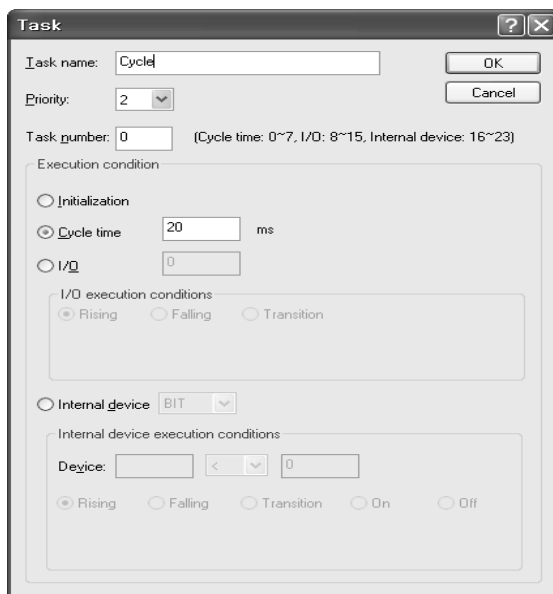 Task
Task name: Cycle OK
Priority: 2 Cancel
Task number: 0 (Cycle time: 0~7, I/O: 8~15, Internal device: 16~23)
Execution condition
Initialization
Cycle time 20 ms
I/O 0
I/O execution conditions
Rising Falling Transition
Internal device BIT
Internal device execution conditions
Device: < 0
Rising Falling Transition On Off